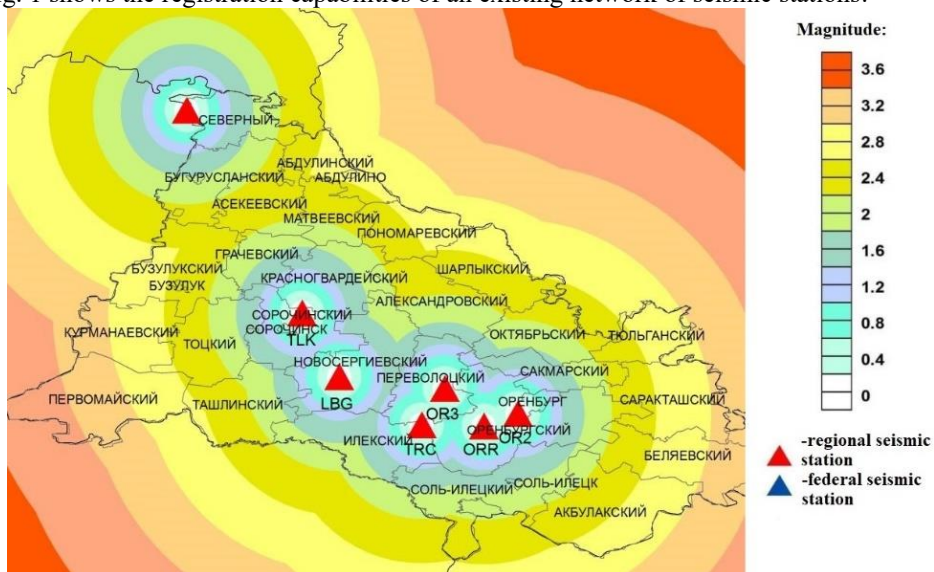 g. 1 shows the registration capabilities of an existing network of seismic stations.
Magnitude:
3.6
3.2
2.8
2.4
2
1.6
1.2
0.8
0.4
0
-regional seismic
station
-federal seismic
station
СЕВЕРНЫЙ
АБДУЛИНСКИЙ
БУГУРУСЛАНСКИЙ
АБДУЛИНО
АСЕКЕЕВСКИЙ
МАТВЕЕВСКИЙ
ПОНОМАРЕВСКИЙ
ГРАЧЕВСКИЙ
БУЗУЛУКСКИЙ
БУЗУЛУК
КРАСНОГВАРДЕЙСКИЙ
ШАРЛЫКСКИЙ
АЛЕКСАНДРОВСКИЙ
СОРОЧИНСКИЙ
СОРОЧИНСК
TLK
КУРМАНАЕВСКИЙ
ТОЦКИЙ
ОКТЯБРЬСКИЙ
ТЮЛЬГАНСКИЙ
НОВОСЕРГИЕВСКИЙ
ПЕРЕВОЛОЦКИЙ
САКМАРСКИЙ
ПЕРВОМАЙСКИЙ
ТАШЛИНСКИЙ
LBG
OR3
ОРЕНБУРГ
САРАКТАШСКИЙ
ИЛЕКСКИЙ
TRC
ОРЕНБУРГСКИЙ
ORR
OR2
БЕЛЯЕВСКИЙ
СОЛЬ-ИЛЕЦКИЙ
СОЛЬ-ИЛЕЦК
АКБУЛАКСКИЙ